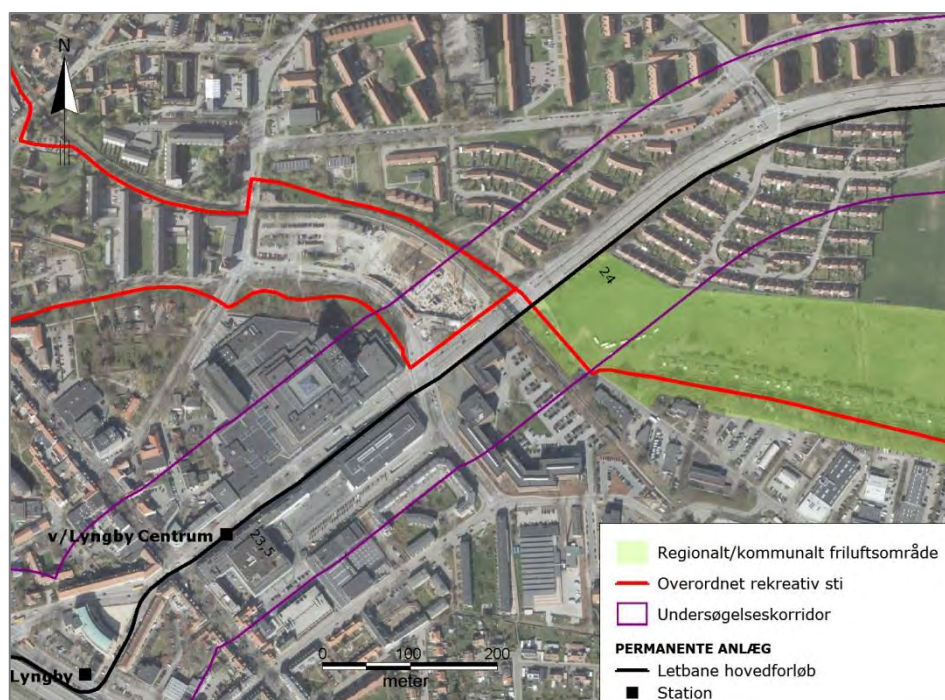 N
24
v/Lyngby Centrum
23,5
Lyngby
0 100 200
meter
Regionalt/kommunalt friluftsområde
Overordnet rekreativ sti
Undersøgelseskorridor
PERMANENTE ANLÆG
Letbane hovedforløb
Station